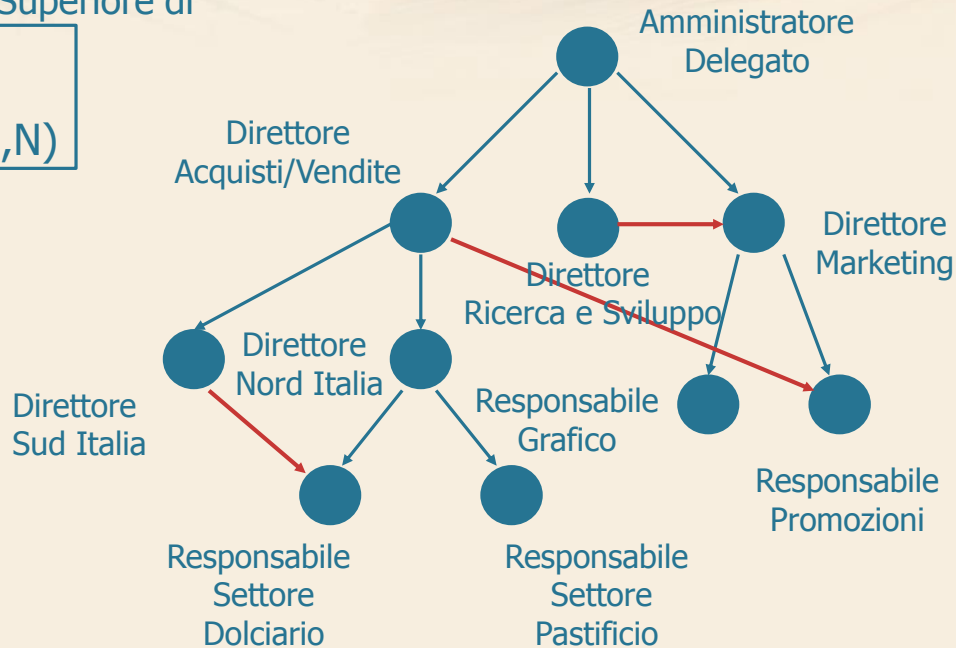 Superiore di
,N)
Amministratore
Delegato
Direttore
Acquisti/Vendite
Direttore
Marketing
Direttore
Ricerca e Sviluppo
Direttore
Nord Italia
Direttore
Sud Italia
Responsabile
Grafico
Responsabile
Promozioni
Responsabile
Settore
Dolciario
Responsabile
Settore
Pastificio